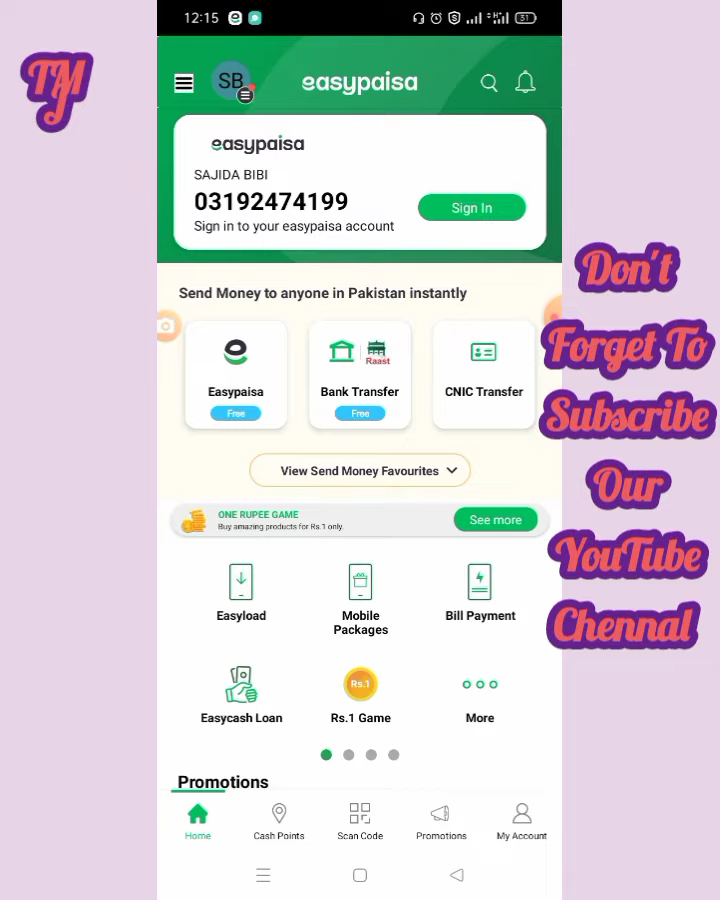 TMJ
12:15
31
SB
easypaisa
easypaisa
SAJIDA BIBI
03192474199
Sign in to your easypaisa account
Sign In
Send Money to anyone in Pakistan instantly
Raast
Easypaisa
Bank Transfer
CNIC Transfer
Free
Free
View Send Money Favourites
ONE RUPEE GAME
Buy amazing products for Rs.1 only.
See more
Easyload
Mobile
Packages
Bill Payment
Rs.1
Easycash Loan
Rs.1 Game
More
Promotions
Home
Cash Points
Scan Code
Promotions
My Account
Don't
Forget To
Subscribe
Our
YouTube
Chennal